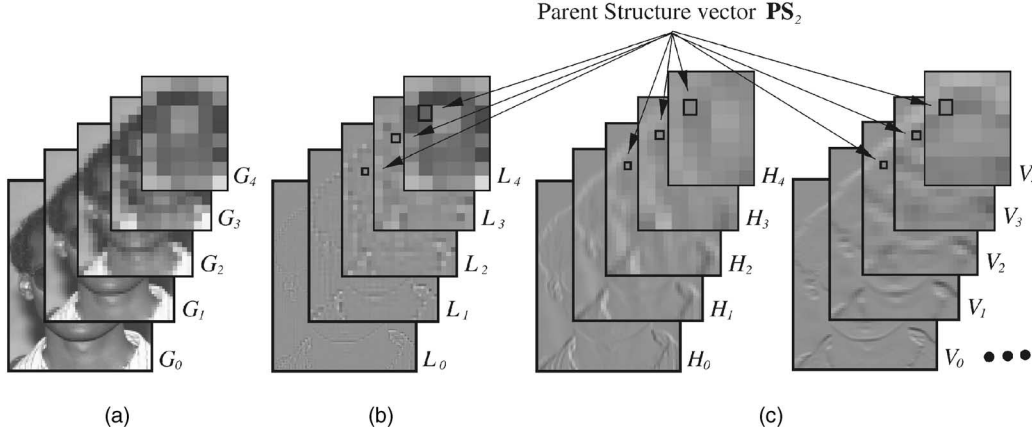 Parent Structure vector PS₂
G₄
G₃
G₂
G₁
G₀
L₄
L₃
L₂
L₁
L₀
H₄
H₃
H₂
H₁
H₀
V₃
V₂
V₁
V₀
(a)
(b)
(c)